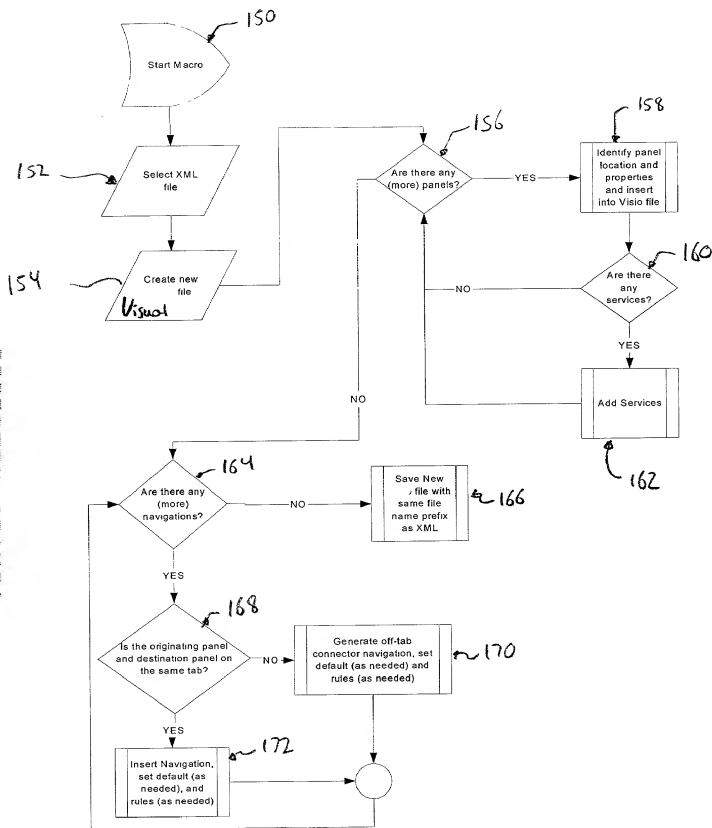 150
Start Macro
152
Select XML
file
154
Create new
file
Visual
156
Are there any
(more) panels?
YES
158
Identify panel
location and
properties
and insert
into Visio file
160
Are there
any
services?
NO
YES
Add Services
162
NO
164
Are there any
(more)
navigations?
NO
Save New
file with
same file
name prefix
as XML
166
YES
168
Is the originating panel
and destination panel on
the same tab?
NO
Generate off-tab
connector navigation, set
default (as needed) and
rules (as needed)
170
YES
172
Insert Navigation,
set default (as
needed), and
rules (as needed)